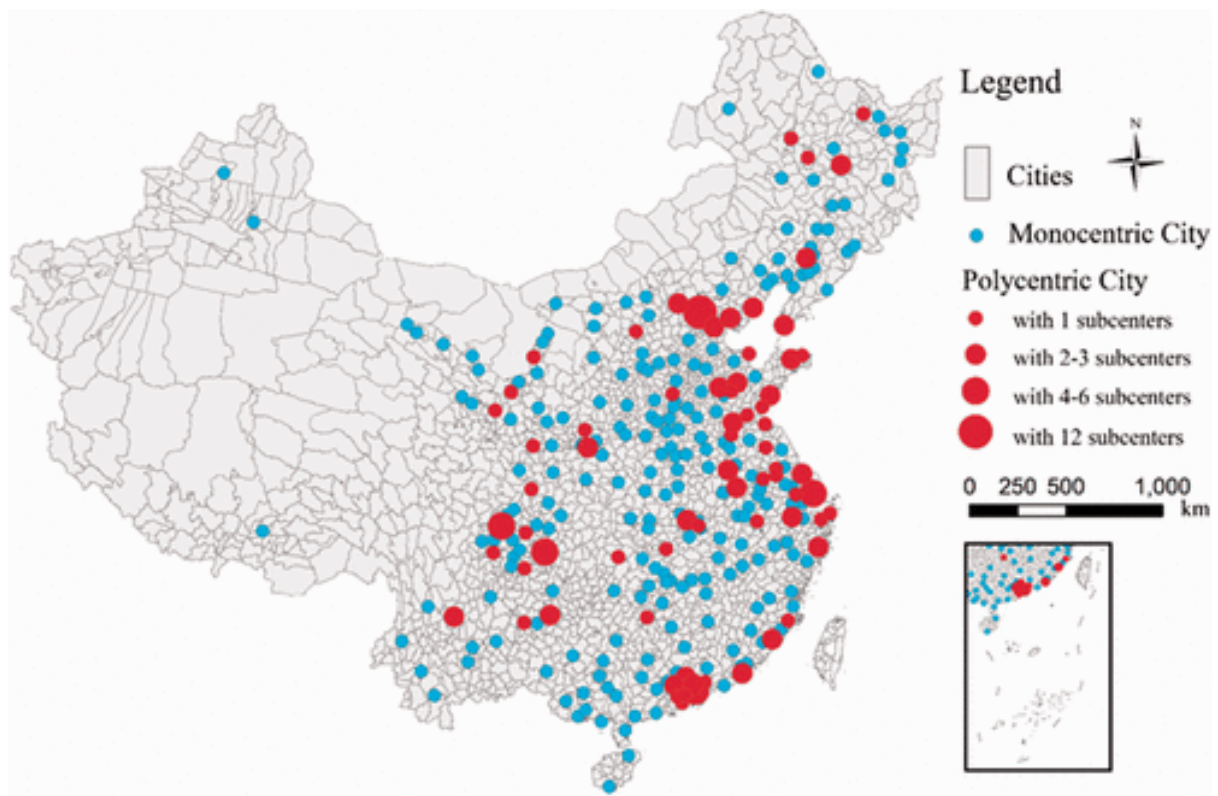 Legend
N
Cities
Monocentric City
Polycentric City
with 1 subcenters
with 2-3 subcenters
with 4-6 subcenters
with 12 subcenters
0 250 500 1,000
km